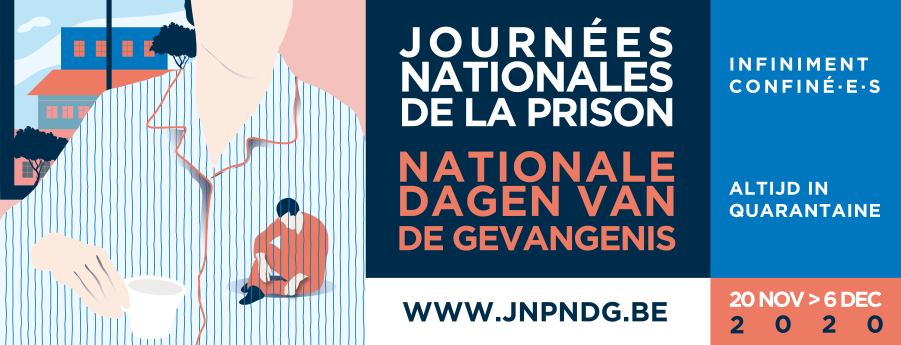 JOURNÉES
NATIONALES
DE LA PRISON
NATIONALE
DAGEN VAN
DE GEVANGENIS
WWW.JNPNDG.BE
INFINIMENT
CONFINÉ·E·S
ALTIJD IN
QUARANTAINE
20 NOV > 6 DEC
2020